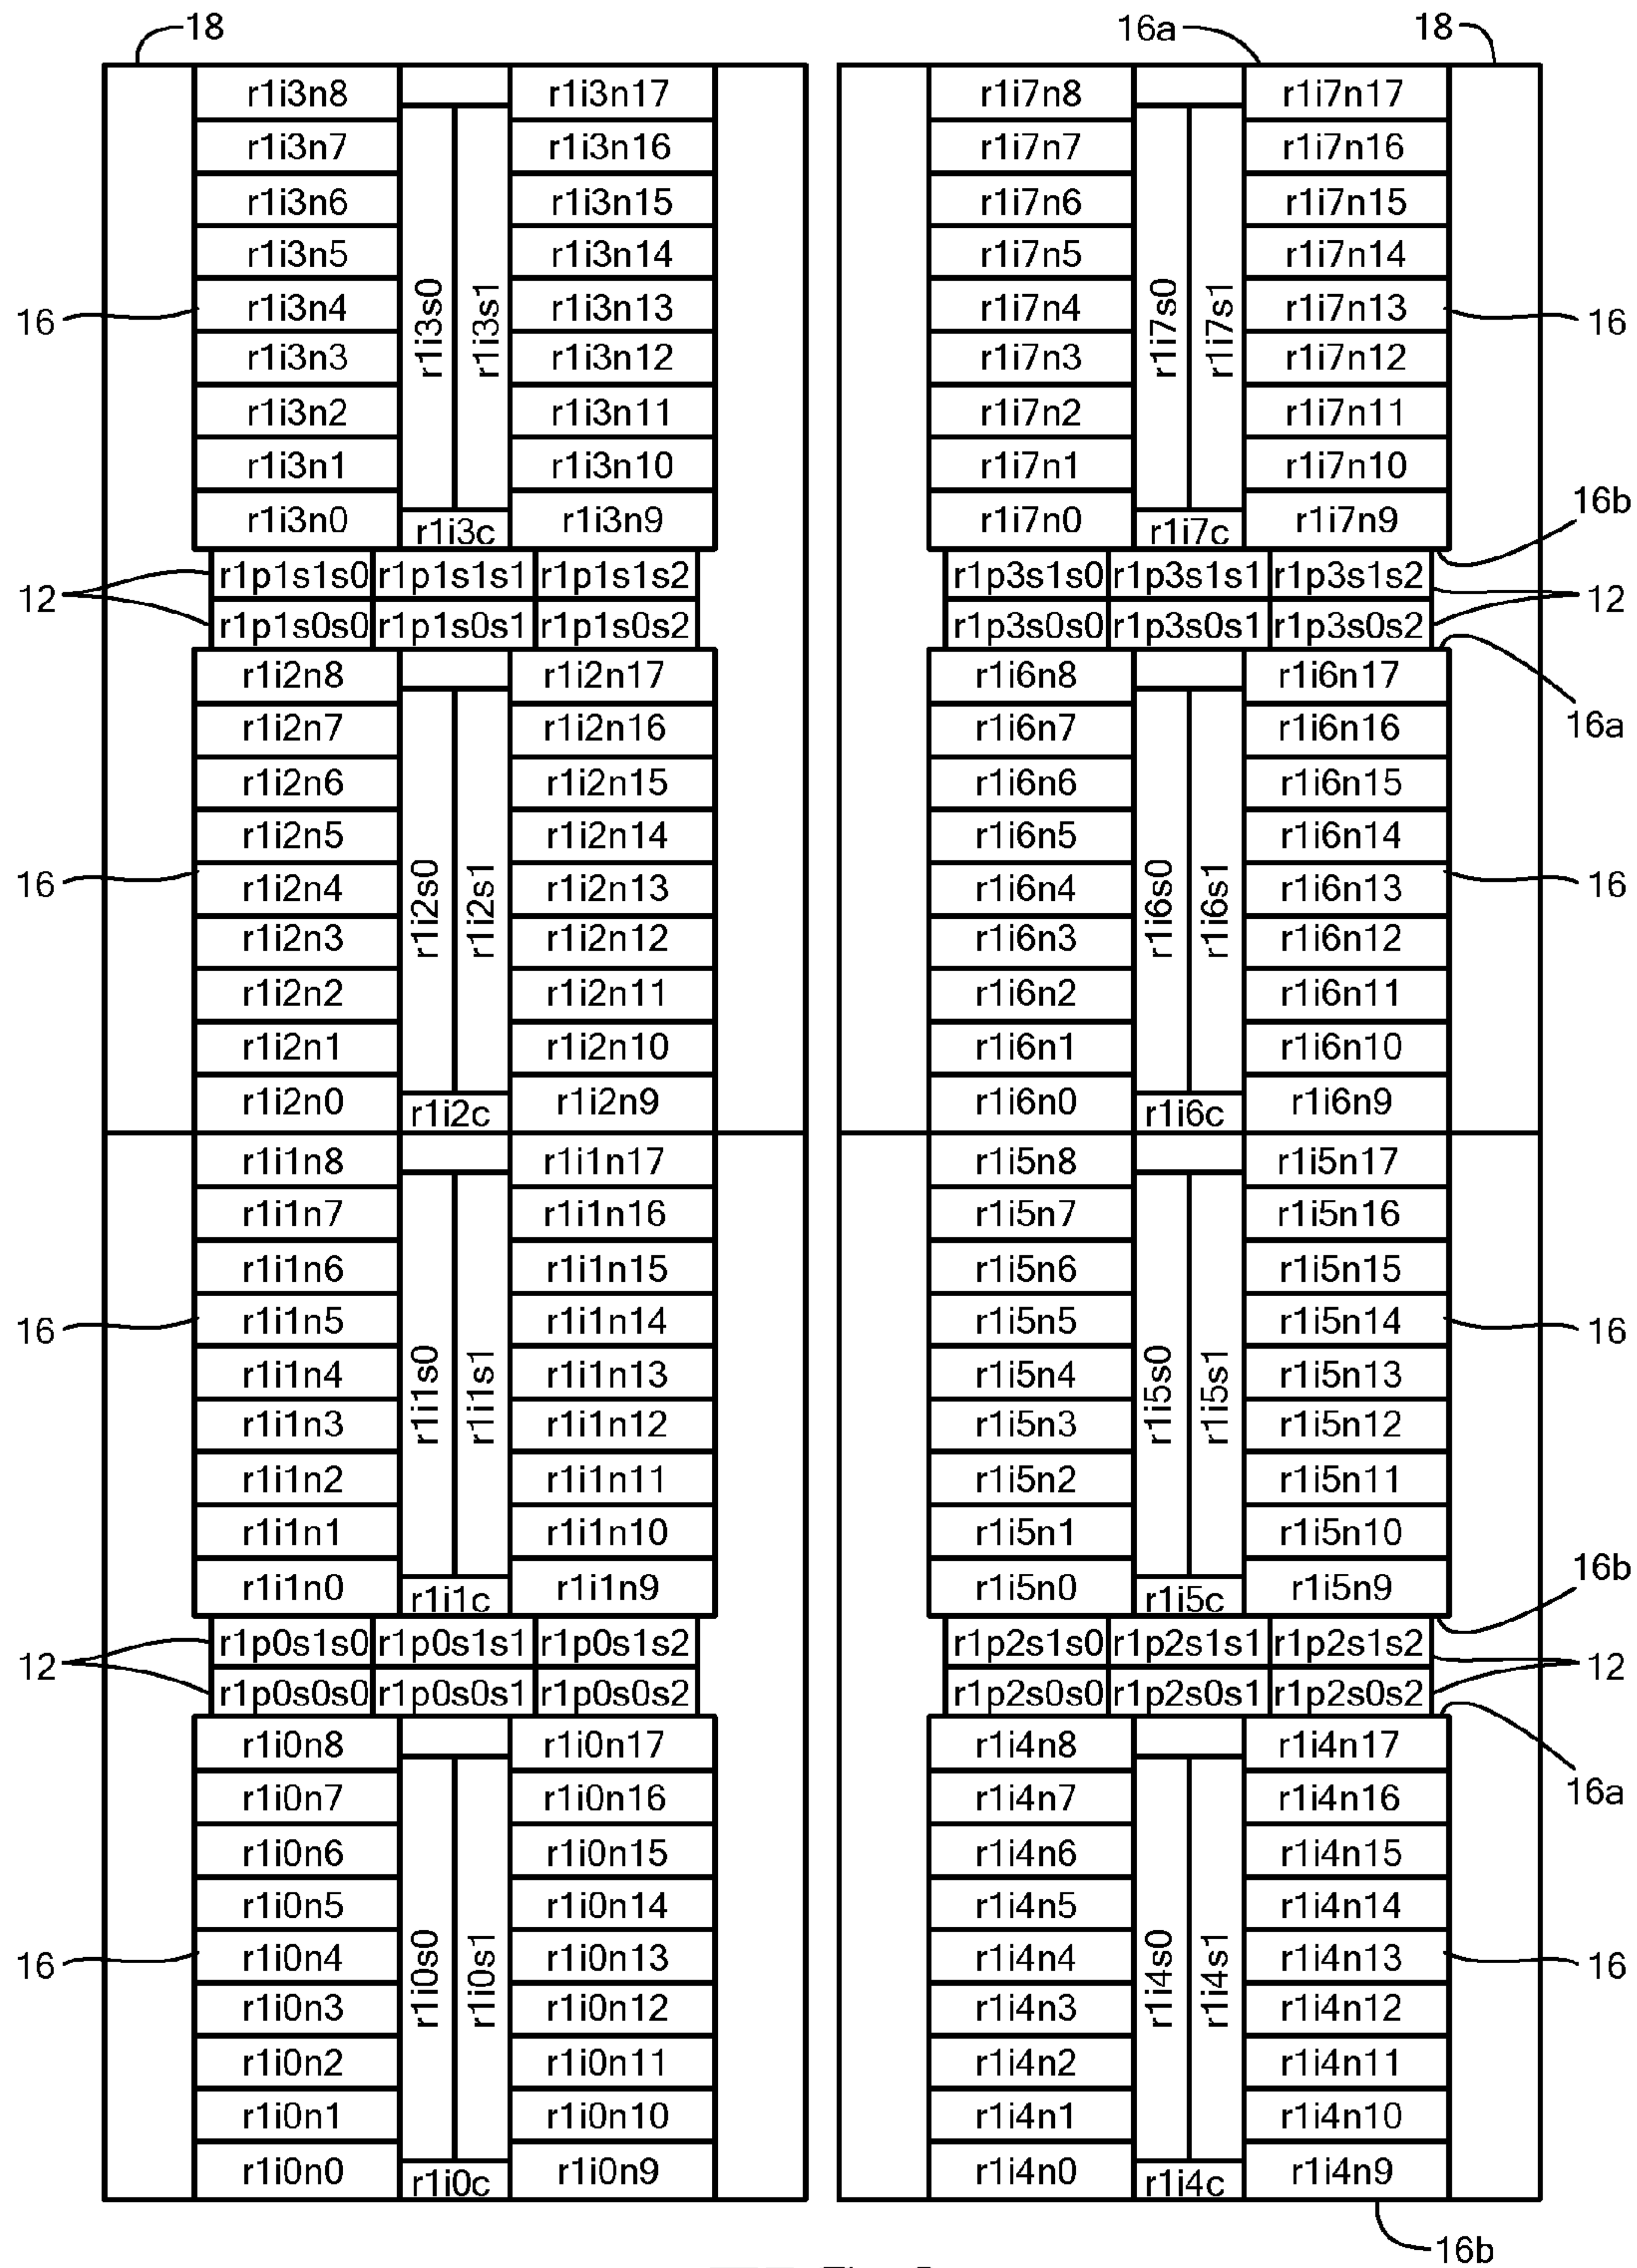 18 16a 18
r1i3n8 r1i3n17 r1i7n8 r1i7n17
r1i3n7 r1i3n16 r1i7n7 r1i7n16
r1i3n6 r1i3n15 r1i7n6 r1i7n15
r1i3n5 r1i3n14 r1i7n5 r1i7n14
16 r1i3n4 r1i3s0 r1i3s1 r1i3n13 r1i7n4 r1i7s0 r1i7s1 r1i7n13 16
r1i3n3 r1i3n12 r1i7n3 r1i7n12
r1i3n2 r1i3n11 r1i7n2 r1i7n11
r1i3n1 r1i3n10 r1i7n1 r1i7n10
r1i3n0 r1i3c r1i3n9 r1i7n0 r1i7c r1i7n9 16b
r1p1s1s0 r1p1s1s1 r1p1s1s2 r1p3s1s0 r1p3s1s1 r1p3s1s2
12 12
r1p1s0s0 r1p1s0s1 r1p1s0s2 r1p3s0s0 r1p3s0s1 r1p3s0s2
r1i2n8 r1i2n17 r1i6n8 r1i6n17
r1i2n7 r1i2n16 r1i6n7 r1i6n16 16a
r1i2n6 r1i2n15 r1i6n6 r1i6n15
r1i2n5 r1i2n14 r1i6n5 r1i6n14
16 r1i2n4 r1i2s0 r1i2s1 r1i2n13 r1i6n4 r1i6s0 r1i6s1 r1i6n13 16
r1i2n3 r1i2n12 r1i6n3 r1i6n12
r1i2n2 r1i2n11 r1i6n2 r1i6n11
r1i2n1 r1i2n10 r1i6n1 r1i6n10
r1i2n0 r1i2c r1i2n9 r1i6n0 r1i6c r1i6n9
r1i1n8 r1i1n17 r1i5n8 r1i5n17
r1i1n7 r1i1n16 r1i5n7 r1i5n16
r1i1n6 r1i1n15 r1i5n6 r1i5n15
16 r1i1n5 r1i1n14 r1i5n5 r1i5n14 16
r1i1n4 r1i1s0 r1i1s1 r1i1n13 r1i5n4 r1i5s0 r1i5s1 r1i5n13
r1i1n3 r1i1n12 r1i5n3 r1i5n12
r1i1n2 r1i1n11 r1i5n2 r1i5n11
r1i1n1 r1i1n10 r1i5n1 r1i5n10
r1i1n0 r1i1c r1i1n9 r1i5n0 r1i5c r1i5n9 16b
r1p0s1s0 r1p0s1s1 r1p0s1s2 r1p2s1s0 r1p2s1s1 r1p2s1s2
12 12
r1p0s0s0 r1p0s0s1 r1p0s0s2 r1p2s0s0 r1p2s0s1 r1p2s0s2
r1i0n8 r1i0n17 r1i4n8 r1i4n17
r1i0n7 r1i0n16 r1i4n7 r1i4n16 16a
r1i0n6 r1i0n15 r1i4n6 r1i4n15
r1i0n5 r1i0n14 r1i4n5 r1i4n14
16 r1i0n4 r1i0s0 r1i0s1 r1i0n13 r1i4n4 r1i4s0 r1i4s1 r1i4n13 16
r1i0n3 r1i0n12 r1i4n3 r1i4n12
r1i0n2 r1i0n11 r1i4n2 r1i4n11
r1i0n1 r1i0n10 r1i4n1 r1i4n10
r1i0n0 r1i0c r1i0n9 r1i4n0 r1i4c r1i4n9
16b